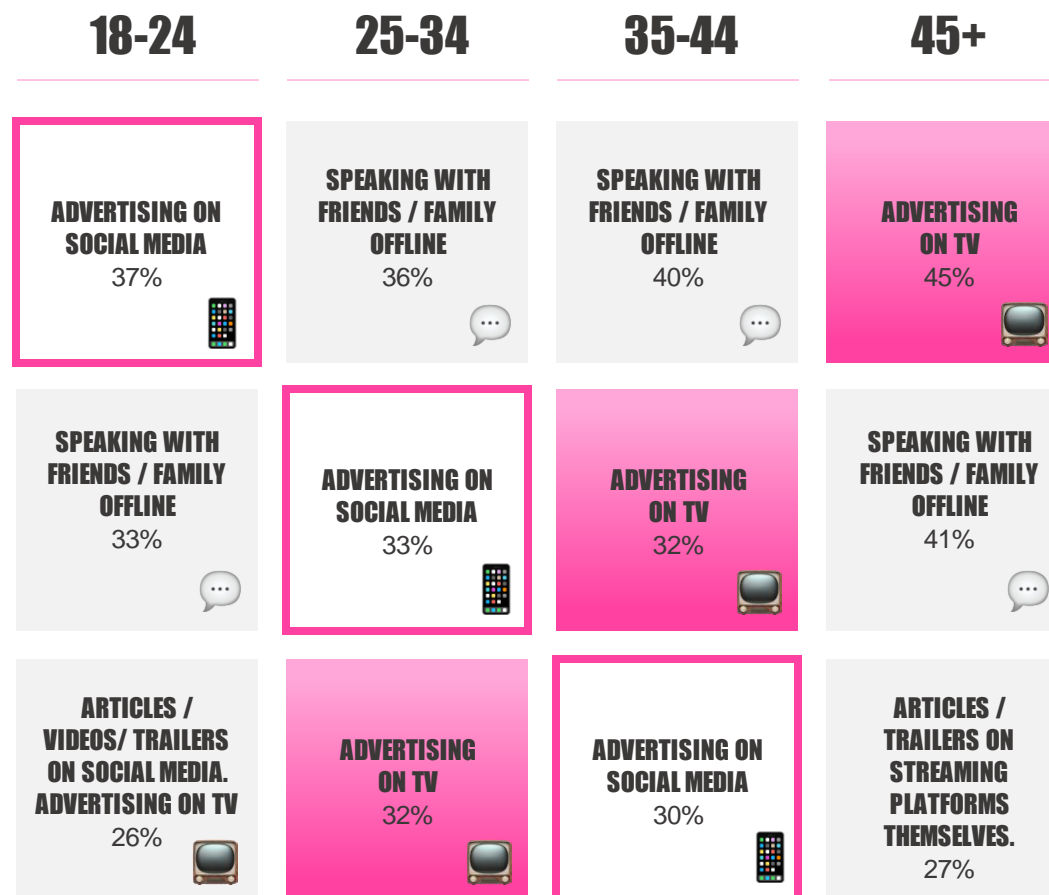 18-24
25-34
35-44
45+
ADVERTISING ON
SOCIAL MEDIA
37%
SPEAKING WITH
FRIENDS / FAMILY
OFFLINE
36%
SPEAKING WITH
FRIENDS / FAMILY
OFFLINE
40%
ADVERTISING
ON TV
45%
SPEAKING WITH
FRIENDS / FAMILY
OFFLINE
33%
ADVERTISING ON
SOCIAL MEDIA
33%
ADVERTISING
ON TV
32%
SPEAKING WITH
FRIENDS / FAMILY
OFFLINE
41%
ARTICLES /
VIDEOS/ TRAILERS
ON SOCIAL MEDIA.
ADVERTISING ON TV
26%
ADVERTISING
ON TV
32%
ADVERTISING ON
SOCIAL MEDIA
30%
ARTICLES /
TRAILERS ON
STREAMING
PLATFORMS
THEMSELVES.
27%